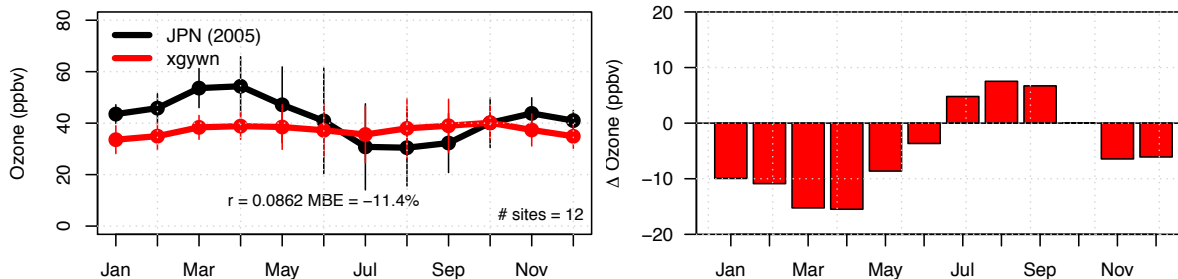 80
60
40
20
0
Ozone (ppbv)
JPN (2005)
xgywn
r = 0.0862 MBE = −11.4%
# sites = 12
Jan Mar May Jul Sep Nov
20
10
0
−10
−20
Δ Ozone (ppbv)
Jan Mar May Jul Sep Nov